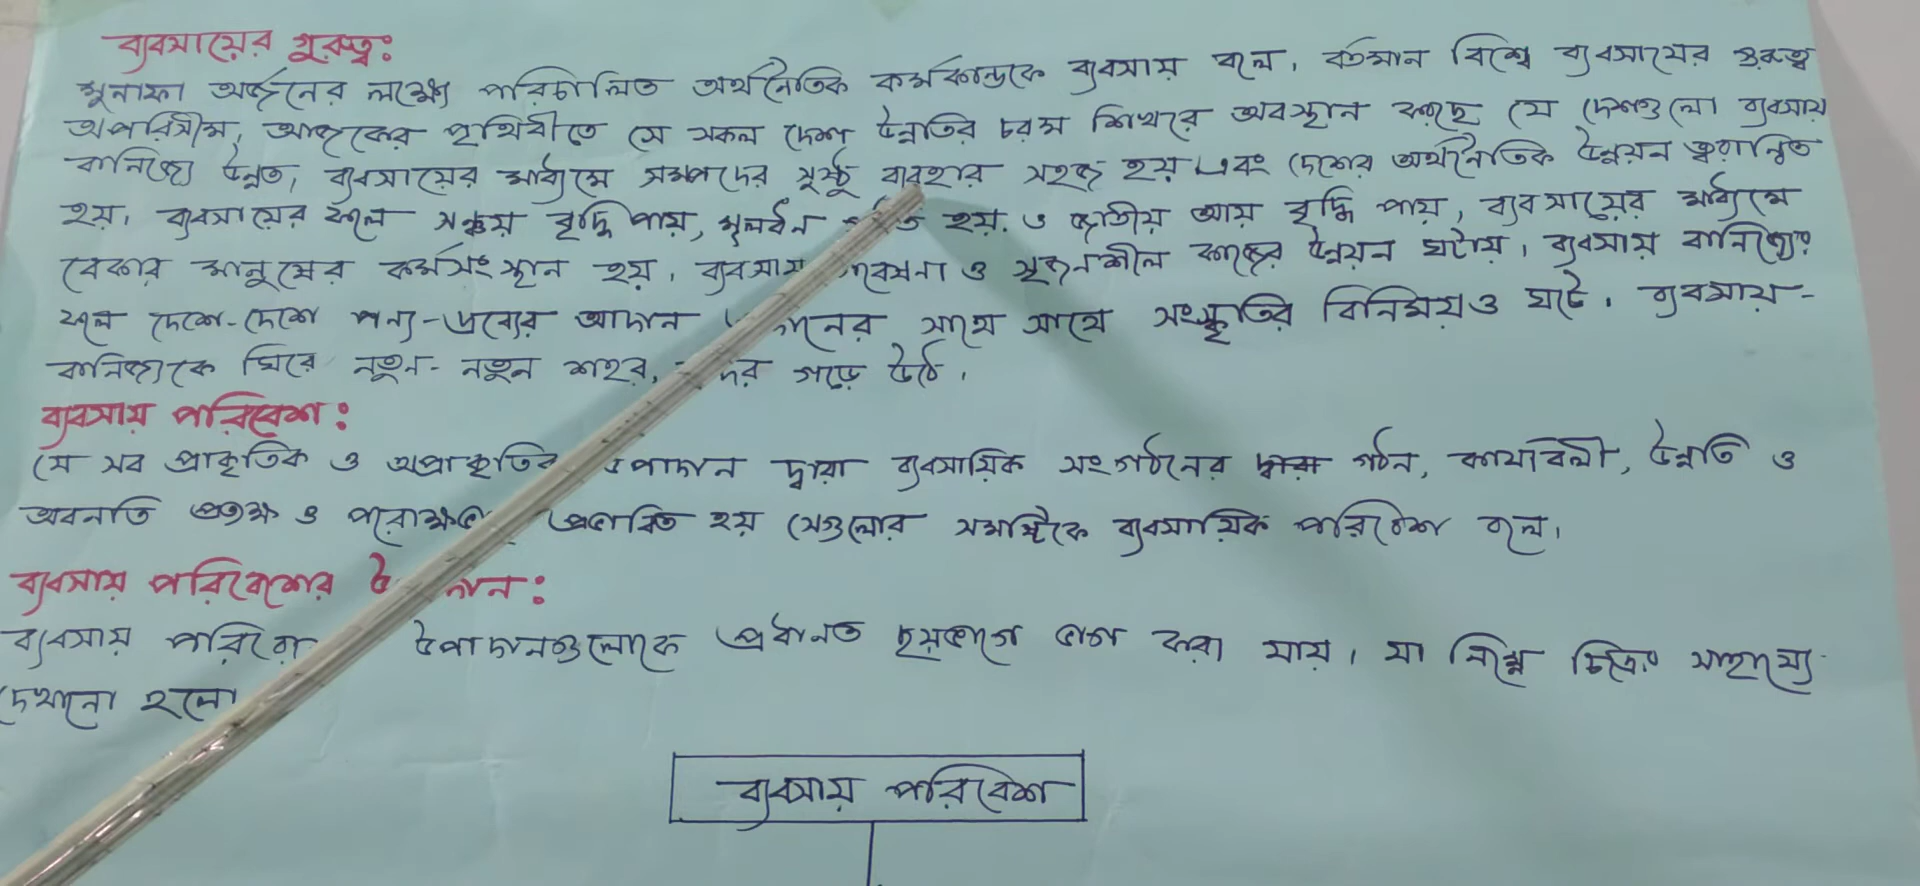 ব্যবসায়ের গুরুত্ব:
মুনাফা অর্জনের লক্ষ্যে পরিচালিত অর্থনৈতিক কর্মকান্ডকে ব্যবসায় বলে। বর্তমান বিশ্বে ব্যবসায়ের গুরুত্ব
অপরিসীম, আজকের পৃথিবীতে যে সকল দেশ উন্নতির চরম শিখরে অবস্থান করছে সে দেশগুলো ব্যবসায়
বানিজ্যে উন্নত, ব্যবসায়ের মাধ্যমে সম্পদের সুষ্ঠু ব্যবহার সহজ হয় এবং দেশের অর্থনৈতিক উন্নয়ন ত্বরান্বিত
হয়। ব্যবসায়ের ফলে সঞ্চয় বৃদ্ধি পায়, মূলধন হয়. ও জাতীয় আয় বৃদ্ধি পায়, ব্যবসায়ের মাধ্যমে
বেকার মানুষের কর্মসংস্থান হয়। ব্যবসায় ও সৃজনশীল কাজের উন্নয়ন ঘটায়। ব্যবসায় বানিজ্যের
ফলে দেশে-দেশে পন্য-দ্রব্যের আদান সাথে সাথে সংস্কৃতির বিনিময়ও ঘটে। ব্যবসায়-
বানিজ্যকে ঘিরে নতুন-নতুন শহর, গড়ে উঠে।
ব্যবসায় পরিবেশ:
যে সব প্রাকৃতিক ও অপ্রাকৃতিক দ্বারা ব্যবসায়িক সংগঠনের গঠন, কার্যাবলী, উন্নতি ও
অবনতি প্রত্যক্ষ ও প্রভাবিত হয় সেগুলোর সমষ্টিকে ব্যবসায়িক পরিবেশ বলে।
ব্যবসায় পরিবেশের
ব্যবসায় উপাদানগুলোকে প্রধানত ছয়ভাগে ভাগ করা যায়। যা নিম্নে চিত্রের সাহায্যে
দেখানো হলো
ব্যবসায় পরিবেশ